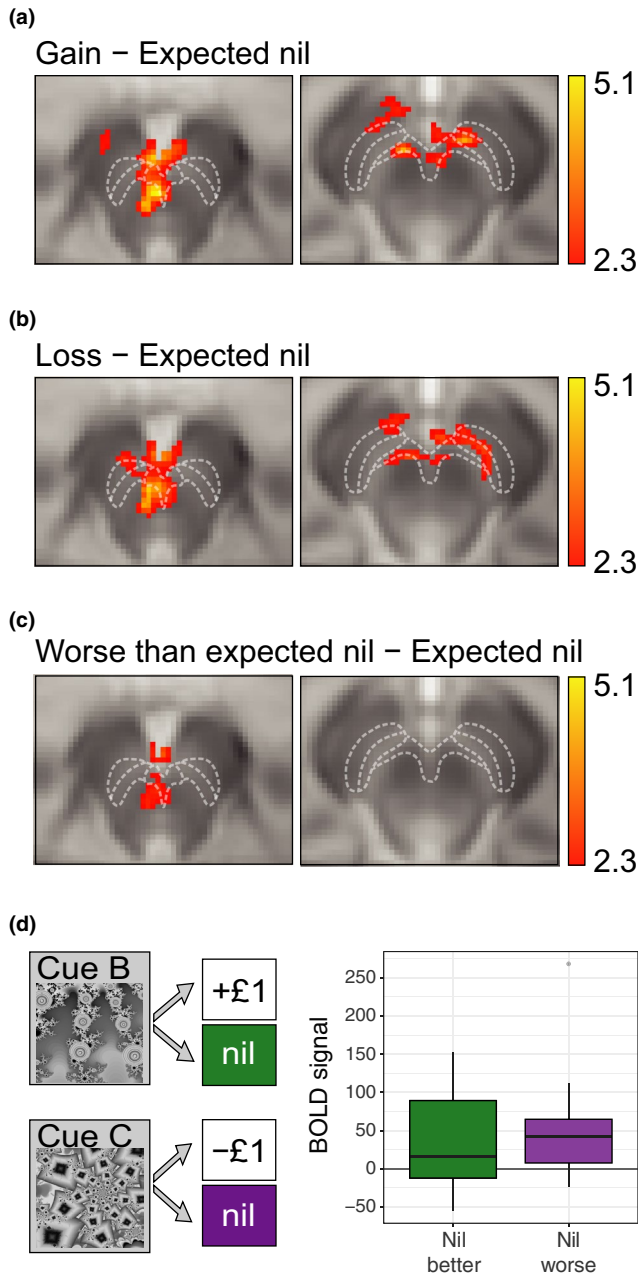 (a)
Gain − Expected nil
5.1
2.3
(b)
Loss − Expected nil
5.1
2.3
(c)
Worse than expected nil − Expected nil
5.1
2.3
(d)
Cue B
+£1
nil
Cue C
−£1
nil
BOLD signal
250
200
150
100
50
0
−50
Nil better
Nil worse